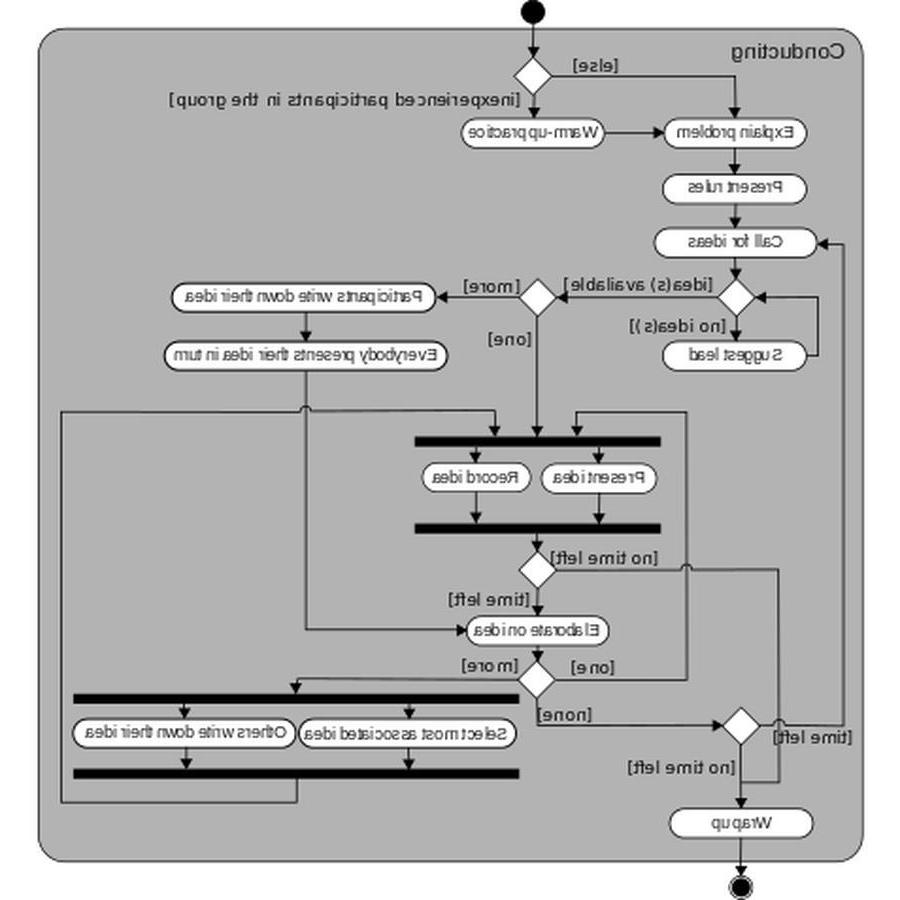 Conducting
[else]
[inexperienced participants in the group]
Warm-up practice
Explain problem
Present rules
Call for ideas
[idea(s) available]
[more]
Participants write down their idea
[no idea(s)]
[one]
Suggest lead
Everybody presents their idea in turn
Present idea
Record idea
[no time left]
[time left]
Elaborate on idea
[one]
[more]
[none]
Select most associated idea
Others write down their idea
[time left]
[no time left]
Wrap up